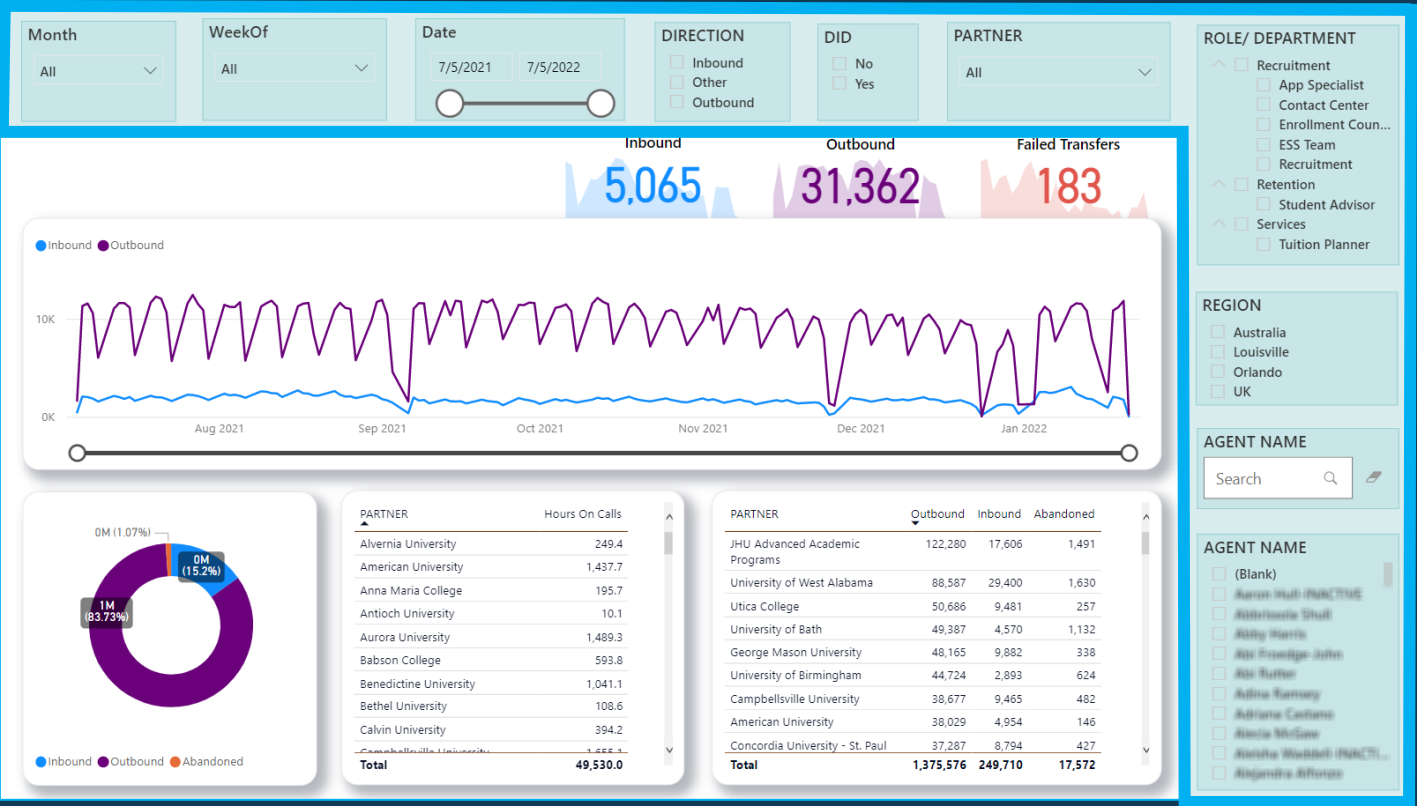 Month
All
WeekOf
All
Date
7/5/2021 7/5/2022
DIRECTION
Inbound
Other
Outbound
DID
No
Yes
PARTNER
All
ROLE/ DEPARTMENT
Recruitment
App Specialist
Contact Center
Enrollment Coun...
ESS Team
Recruitment
Retention
Student Advisor
Services
Tuition Planner
Inbound
5,065
Outbound
31,362
Failed Transfers
183
Inbound Outbound
10K
0K
Aug 2021 Sep 2021 Oct 2021 Nov 2021 Dec 2021 Jan 2022
REGION
Australia
Louisville
Orlando
UK
AGENT NAME
Search
AGENT NAME
(Blank)
0M (1.07%)
0M
(15.2%)
1M
(83.73%)
Inbound Outbound Abandoned
PARTNER Hours On Calls
Alvernia University 249.4
American University 1,437.7
Anna Maria College 195.7
Antioch University 10.1
Aurora University 1,489.3
Babson College 593.8
Benedictine University 1,041.1
Bethel University 108.6
Calvin University 394.2
Campbellsville University 1,655.1
Total 49,530.0
PARTNER Outbound Inbound Abandoned
JHU Advanced Academic
Programs 122,280 17,606 1,491
University of West Alabama 88,587 29,400 1,630
Utica College 50,686 9,481 257
University of Bath 49,387 4,570 1,132
George Mason University 48,165 9,882 338
University of Birmingham 44,724 2,893 624
Campbellsville University 38,677 9,465 482
American University 38,029 4,954 146
Concordia University - St. Paul 37,287 8,794 427
Total 1,375,576 249,710 17,572